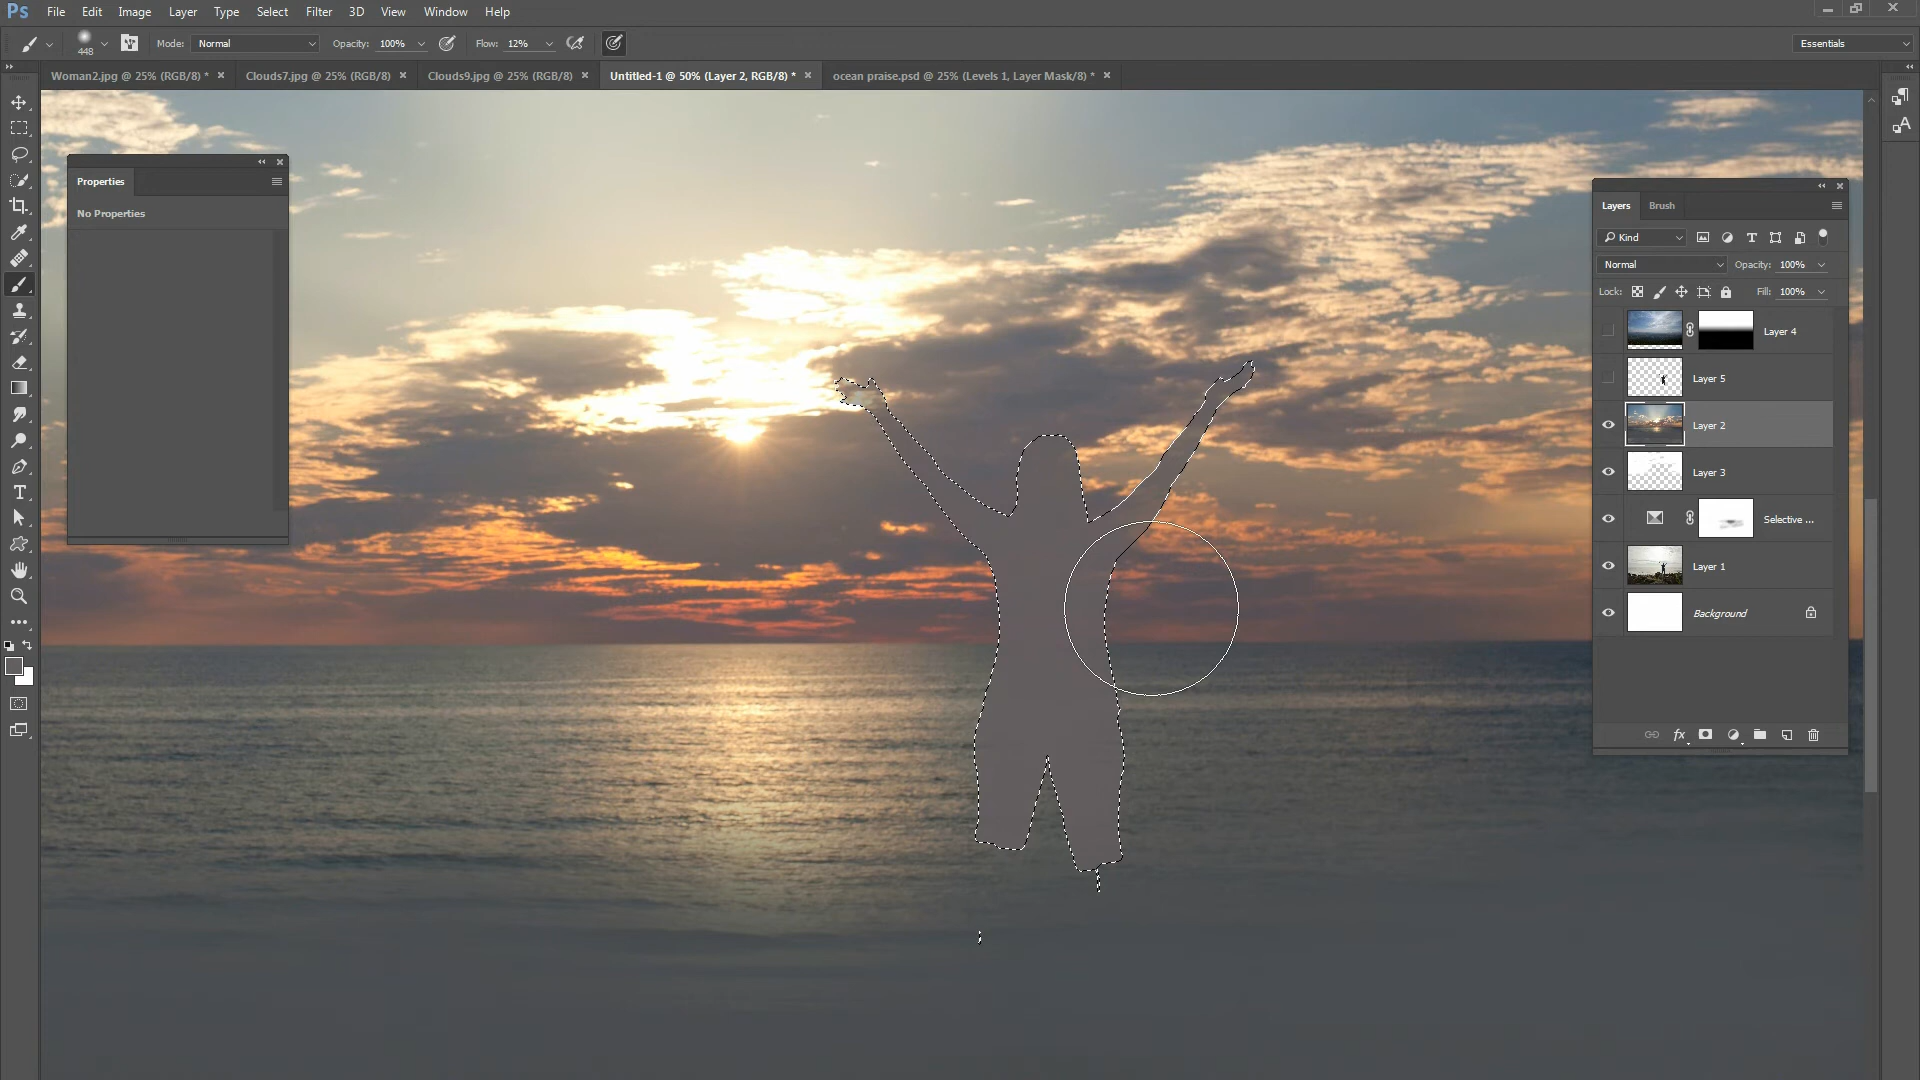 Ps File Edit Image Layer Type Select Filter 3D View Window Help
448 Mode: Normal Opacity: 100% Flow: 12% Essentials
Woman2.jpg @ 25% (RGB/8) * Clouds7.jpg @ 25% (RGB/8) Clouds9.jpg @ 25% (RGB/8) Untitled-1 @ 50% (Layer 2, RGB/8) * ocean praise.psd @ 25% (Levels 1, Layer Mask/8) *
Properties
No Properties
Layers Brush
Kind
Normal Opacity: 100%
Lock: Fill: 100%
Layer 4
Layer 5
Layer 2
Layer 3
Selective ...
Layer 1
Background
fx